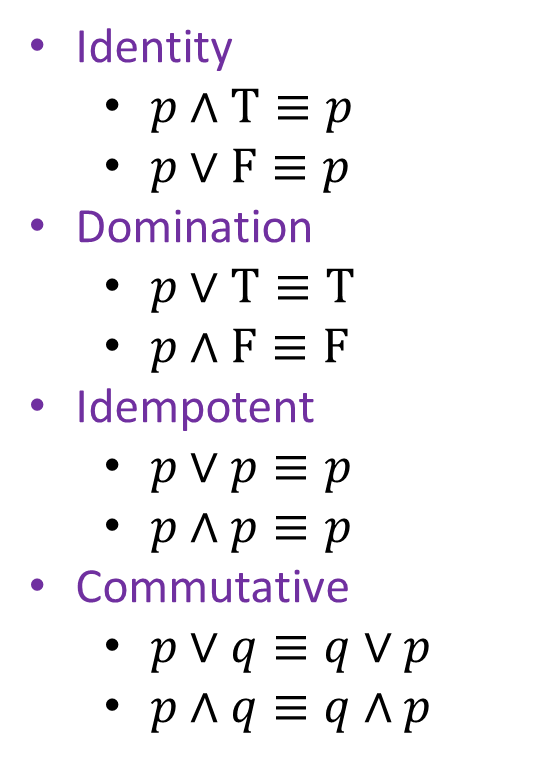 • Identity
• p ∧ T ≡ p
• p ∨ F ≡ p
• Domination
• p ∨ T ≡ T
• p ∧ F ≡ F
• Idempotent
• p ∨ p ≡ p
• p ∧ p ≡ p
• Commutative
• p ∨ q ≡ q ∨ p
• p ∧ q ≡ q ∧ p